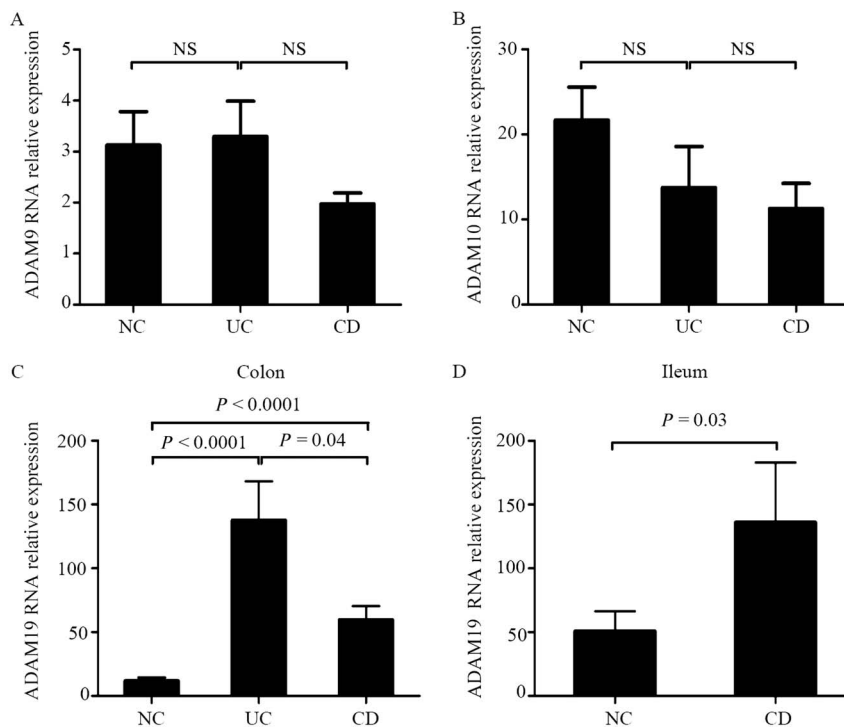 A
ADAM9 RNA relative expression
5
4
3
2
1
0
NS
NS
NC
UC
CD
B
ADAM10 RNA relative expression
30
20
10
0
NS
NS
NC
UC
CD
C
Colon
P < 0.0001
P < 0.0001
P = 0.04
ADAM19 RNA relative expression
200
150
100
50
0
NC
UC
CD
D
Ileum
P = 0.03
ADAM19 RNA relative expression
200
150
100
50
0
NC
CD